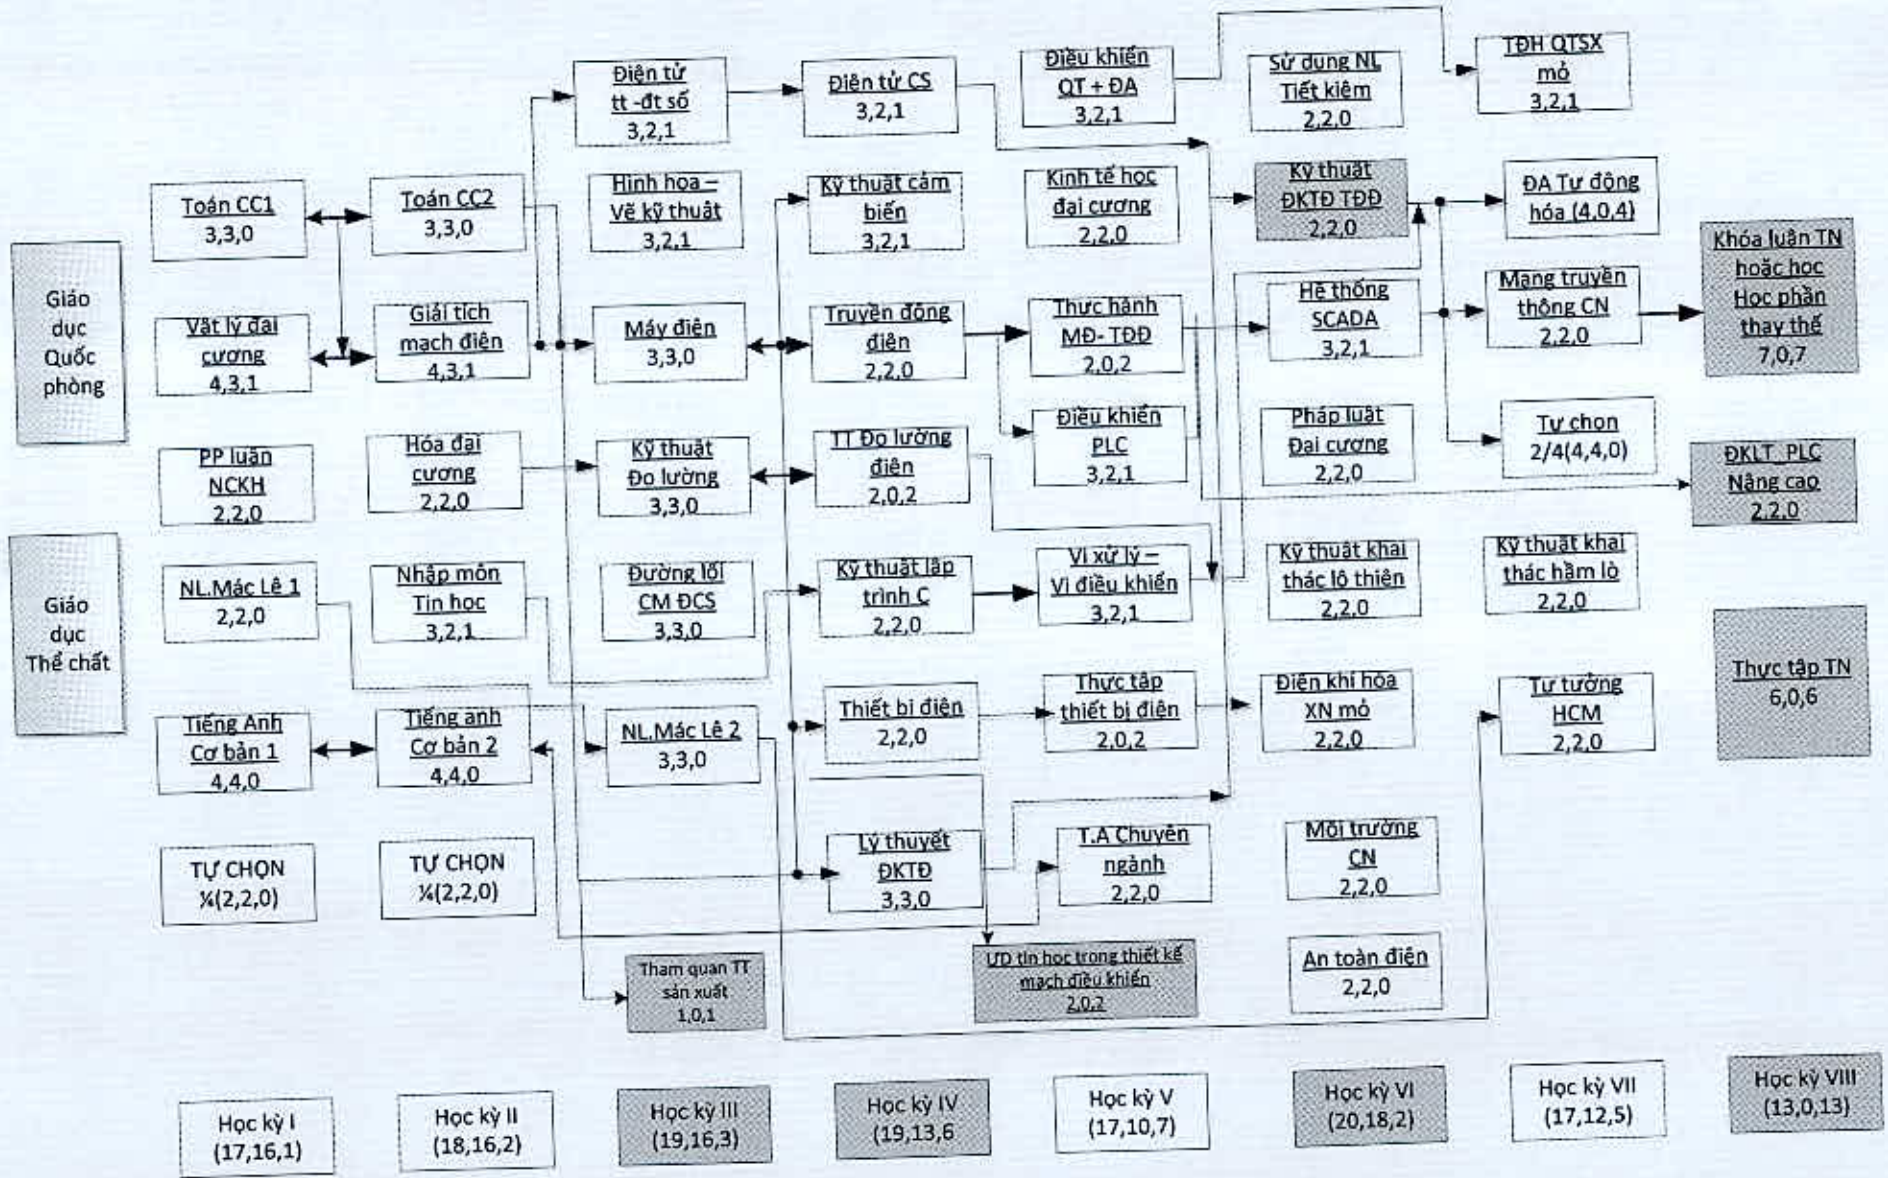 Giáo
dục
Quốc
phòng
Giáo
dục
Thể chất
Toán CC1
3,3,0
Vật lý đại
cương
4,3,1
PP luận
NCKH
2,2,0
NL.Mác Lê 1
2,2,0
Tiếng Anh
Cơ bản 1
4,4,0
TỰ CHỌN
¼(2,2,0)
Học kỳ I
(17,16,1)
Toán CC2
3,3,0
Giải tích
mạch điện
4,3,1
Hóa đại
cương
2,2,0
Nhập môn
Tin học
3,2,1
Tiếng anh
Cơ bản 2
4,4,0
TỰ CHỌN
¼(2,2,0)
Học kỳ II
(18,16,2)
Điện tử
tt -đt số
3,2,1
Hình họa –
Vẽ kỹ thuật
3,2,1
Máy điện
3,3,0
Kỹ thuật
Đo lường
3,3,0
Đường lối
CM ĐCS
3,3,0
NL.Mác Lê 2
3,3,0
Tham quan TT
sản xuất
1,0,1
Học kỳ III
(19,16,3)
Điện tử CS
3,2,1
Kỹ thuật cảm
biến
3,2,1
Truyền động
điện
2,2,0
TT Đo lường
điện
2,0,2
Kỹ thuật lập
trình C
2,2,0
Thiết bị điện
2,2,0
Lý thuyết
ĐKTĐ
3,3,0
Học kỳ IV
(19,13,6
Điều khiển
QT + ĐA
3,2,1
Kinh tế học
đại cương
2,2,0
Thực hành
MĐ- TĐĐ
2,0,2
Điều khiển
PLC
3,2,1
Vi xử lý –
Vi điều khiển
3,2,1
Thực tập
thiết bị điện
2,0,2
T.A Chuyên
ngành
2,2,0
ƯD tin học trong thiết kế
mạch điều khiển
2,0,2
Học kỳ V
(17,10,7)
Sử dụng NL
Tiết kiệm
2,2,0
Kỹ thuật
ĐKTĐ TĐĐ
2,2,0
Hệ thống
SCADA
3,2,1
Pháp luật
Đại cương
2,2,0
Kỹ thuật khai
thác lộ thiên
2,2,0
Điện khí hóa
XN mỏ
2,2,0
Môi trường
CN
2,2,0
An toàn điện
2,2,0
Học kỳ VI
(20,18,2)
TĐH QTSX
mỏ
3,2,1
ĐA Tự động
hóa (4,0,4)
Mạng truyền
thông CN
2,2,0
Tự chọn
2/4(4,4,0)
Kỹ thuật khai
thác hầm lò
2,2,0
Tư tưởng
HCM
2,2,0
Học kỳ VII
(17,12,5)
Khóa luận TN
hoặc học
Học phần
thay thế
7,0,7
ĐKLT_PLC
Nâng cao
2,2,0
Thực tập TN
6,0,6
Học kỳ VIII
(13,0,13)